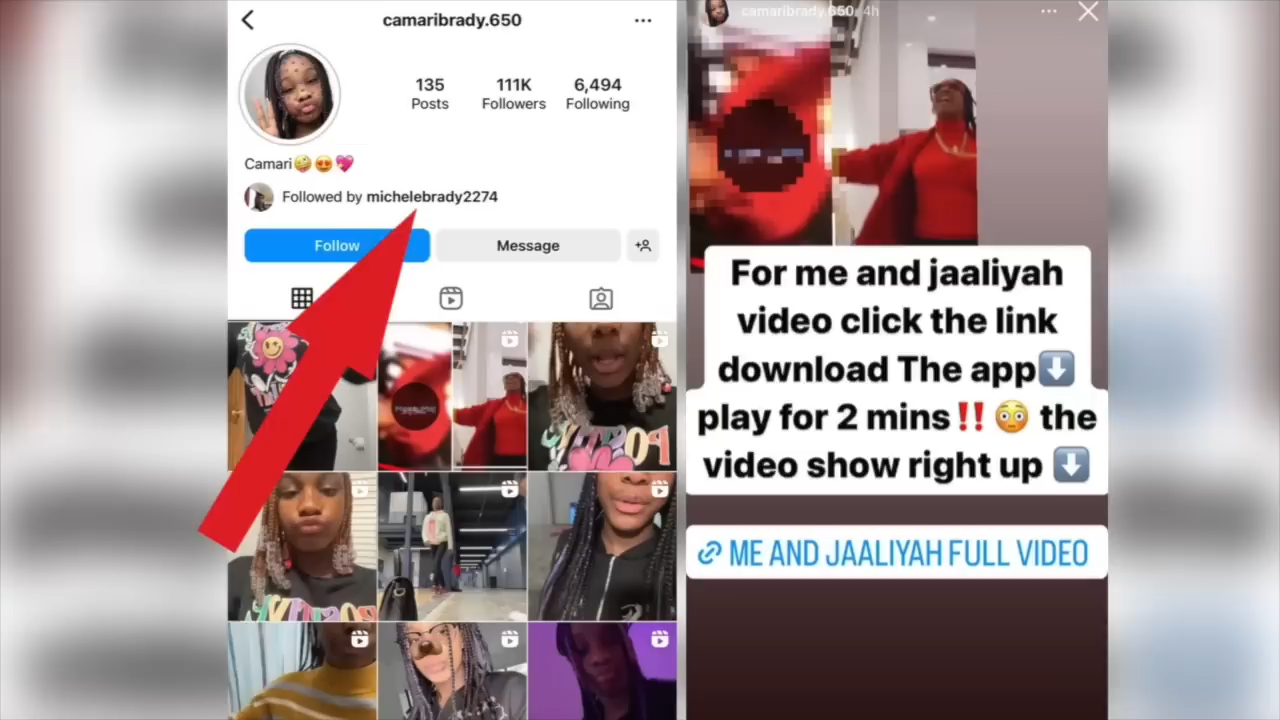 camaribrady.650
135
111K
6,494
Posts
Followers
Following
Camari🤪😍💖
Followed by michelebrady2274
Follow
Message
camaribrady.650 4h
For me and jaaliyah
video click the link
download The app⬇️
play for 2 mins‼️😳 the
video show right up ⬇️
ME AND JAALIYAH FULL VIDEO